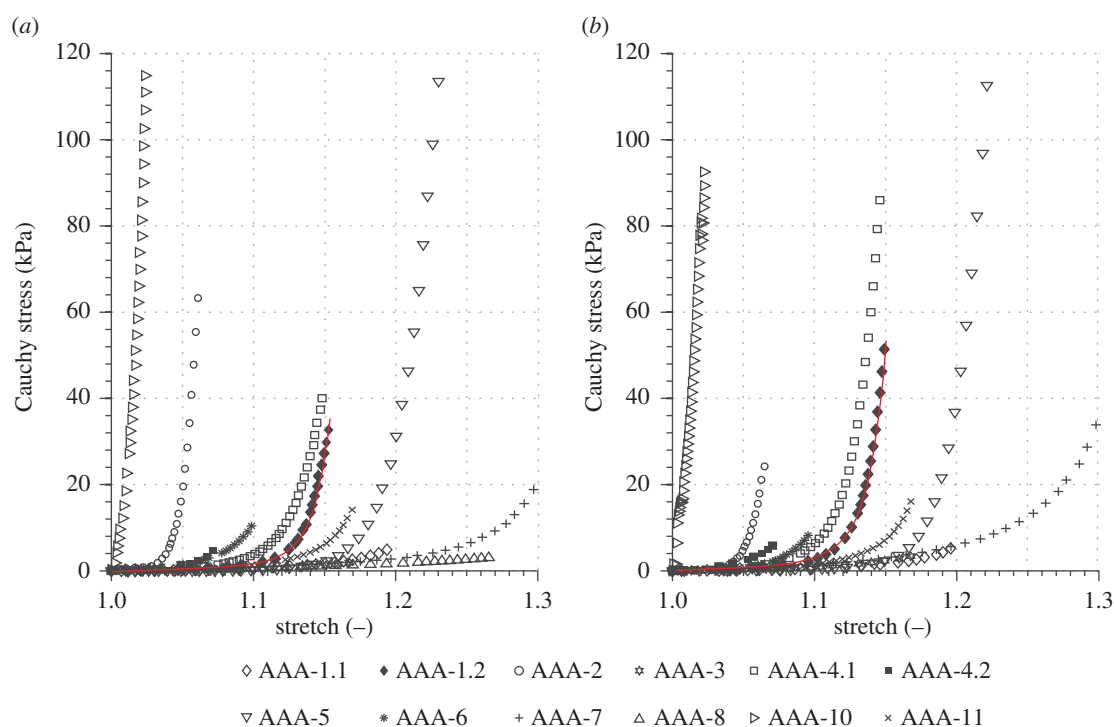 (a) (b)
120 120
100 100
80 80
60 60
40 40
20 20
0 0
Cauchy stress (kPa) Cauchy stress (kPa)
1.0 1.1 1.2 1.3 1.0 1.1 1.2 1.3
stretch (–) stretch (–)
AAA-1.1 AAA-1.2 AAA-2 AAA-3 AAA-4.1 AAA-4.2
AAA-5 AAA-6 AAA-7 AAA-8 AAA-10 AAA-11